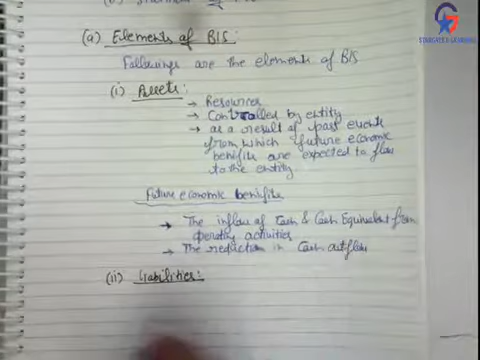 (a) Elements of B/S:
Followings are the elements of B/S
(i) Assets:
→ Resources
→ Controlled by entity
→ as a result of past events
from which future economic
benefits are expected to flow
to the entity
Future economic benefits
→ The inflow of Cash & Cash Equivalent from
operating activities
→ The reduction in Cash outflow
(ii) Liabilities: